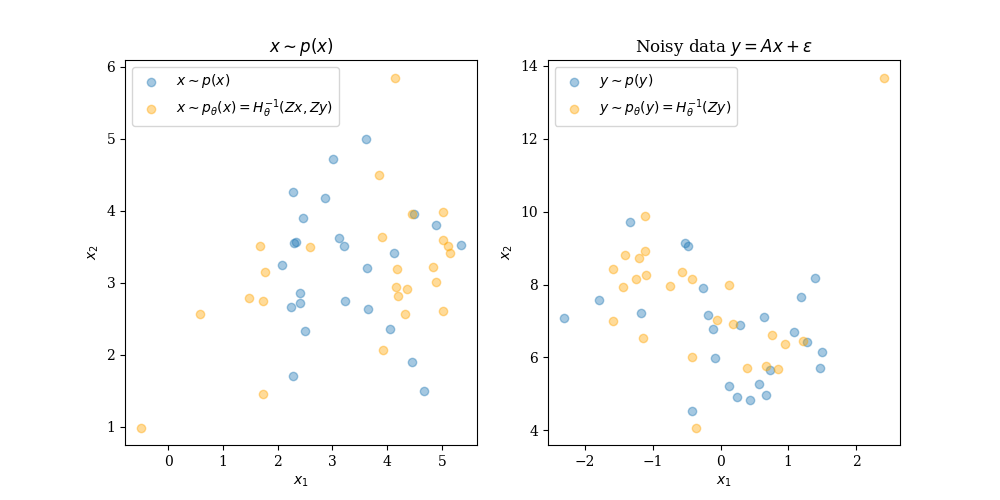 x ∼ p(x)
x ∼ p(x)
x ∼ p_θ(x) = H_θ^{-1}(Zx, Zy)
6
5
4
3
2
1
x_2
0 1 2 3 4 5
x_1
Noisy data y = Ax + ε
y ∼ p(y)
y ∼ p_θ(y) = H_θ^{-1}(Zy)
14
12
10
8
6
4
x_2
−2 −1 0 1 2
x_1